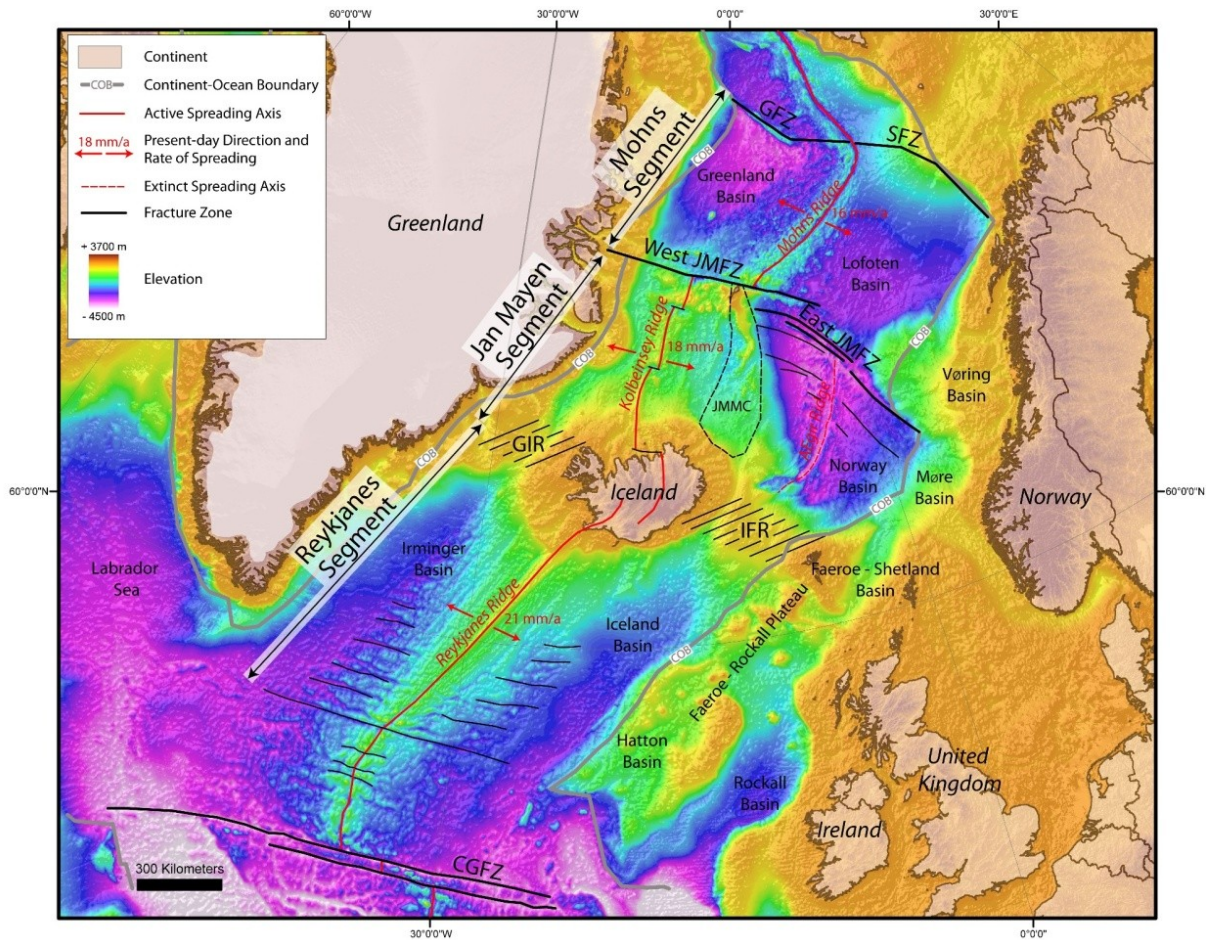 60°0'0"W
30°0'0"W
0°0'0"
30°0'0"E
Continent
COB
Continent-Ocean Boundary
Active Spreading Axis
18 mm/a
Present-day Direction and
Rate of Spreading
Extinct Spreading Axis
Fracture Zone
+ 3700 m
Elevation
- 4500 m
Mohns
Segment
GFZ
SFZ
COB
Greenland
Basin
Mohns Ridge
16 mm/a
Greenland
West JMFZ
Lofoten
Basin
Jan Mayen
Segment
Kolbeinsey Ridge
18 mm/a
East JMFZ
COB
COB
Vøring
Basin
JMMC
Aegir Ridge
GIR
COB
Norway
Basin
Møre
Basin
60°0'0"N
Iceland
Norway
60°0'0"N
Reykjanes
Segment
COB
IFR
Irminger
Basin
Labrador
Sea
Faeroe - Shetland
Basin
Reykjanes Ridge
21 mm/a
Iceland
Basin
COB
Faeroe - Rockall Plateau
Hatton
Basin
Rockall
Basin
United
Kingdom
Ireland
CGFZ
300 Kilometers
30°0'0"W
0°0'0"